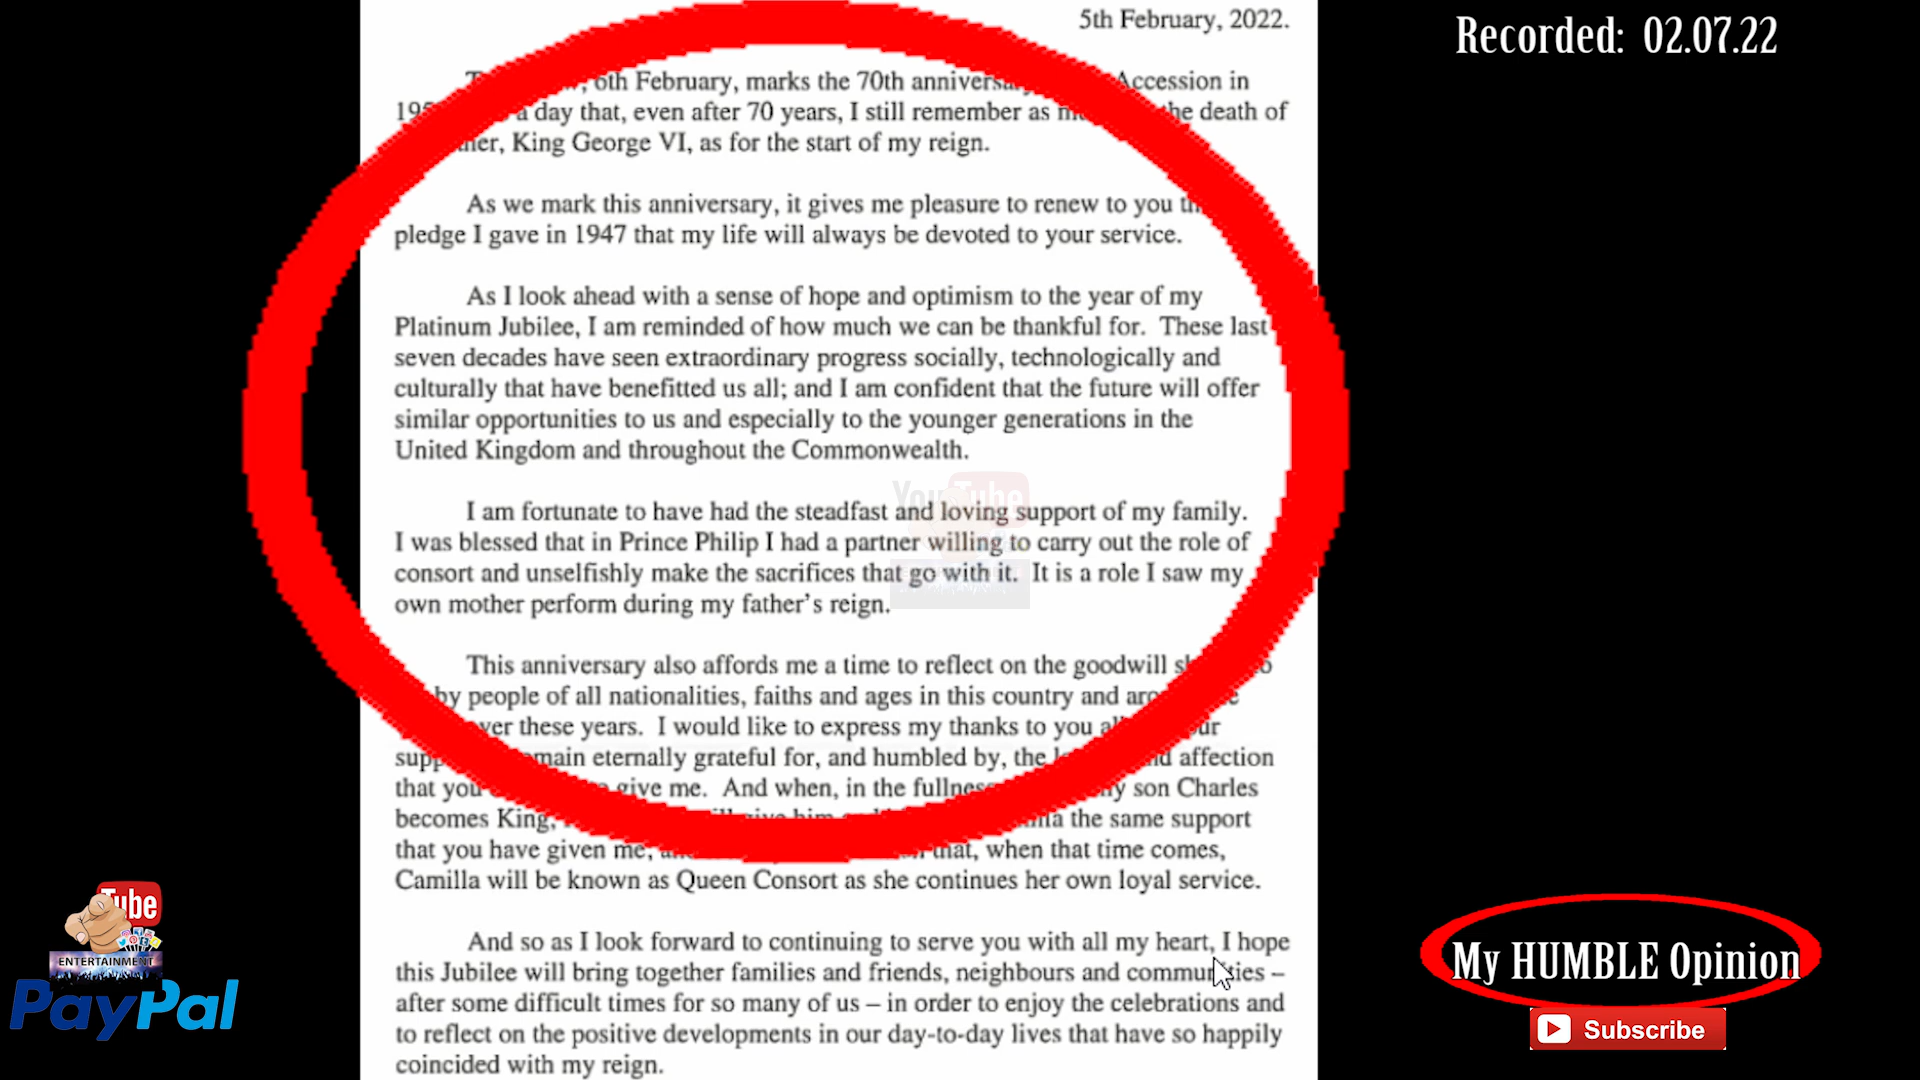 5th February, 2022.
Recorded: 02.07.22
6th February, marks the 70th Accession in
a day that, even after 70 years, I still remember as the death of
King George VI, as for the start of my reign.
As we mark this anniversary, it gives me pleasure to renew to you
pledge I gave in 1947 that my life will always be devoted to your service.
As I look ahead with a sense of hope and optimism to the year of my
Platinum Jubilee, I am reminded of how much we can be thankful for. These last
seven decades have seen extraordinary progress socially, technologically and
culturally that have benefitted us all; and I am confident that the future will offer
similar opportunities to us and especially to the younger generations in the
United Kingdom and throughout the Commonwealth.
I am fortunate to have had the steadfast and loving support of my family.
I was blessed that in Prince Philip I had a partner willing to carry out the role of
consort and unselfishly make the sacrifices that go with it. It is a role I saw my
own mother perform during my father's reign.
This anniversary also affords me a time to reflect on the goodwill
by people of all nationalities, faiths and ages in this country and
these years. I would like to express my thanks to you
eternally grateful for, and humbled by, the affection
that you give me. And when, in the son Charles
becomes King, the same support
that you have given me, that, when that time comes,
Camilla will be known as Queen Consort as she continues her own loyal service.
And so as I look forward to continuing to serve you with all my heart, I hope
this Jubilee will bring together families and friends, neighbours and communities –
after some difficult times for so many of us – in order to enjoy the celebrations and
to reflect on the positive developments in our day-to-day lives that have so happily
coincided with my reign.
YouTube
Tube
ENTERTAINMENT
PayPal
My HUMBLE Opinion
Subscribe